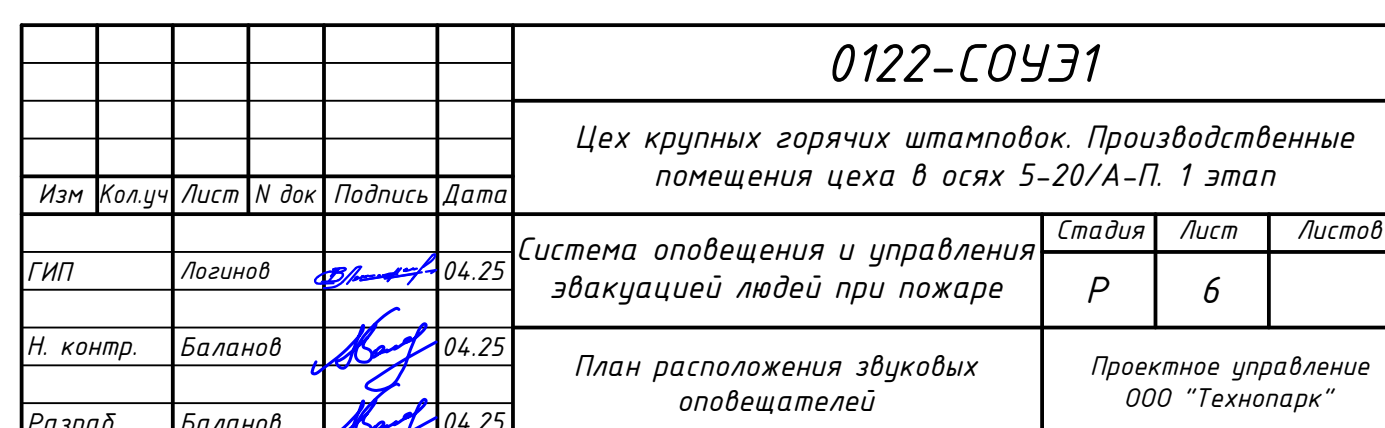 0122-СОУЭ1
Цех крупных горячих штамповок. Производственные
помещения цеха в осях 5-20/А-П. 1 этап
Изм Кол.уч Лист N док Подпись Дата
Система оповещения и управления
эвакуацией людей при пожаре
Стадия Лист Листов
Р 6
ГИП Логинов 04.25
Н. контр. Баланов 04.25
Разраб Баланов 04.25
План расположения звуковых
оповещателей
Проектное управление
ООО "Технопарк"